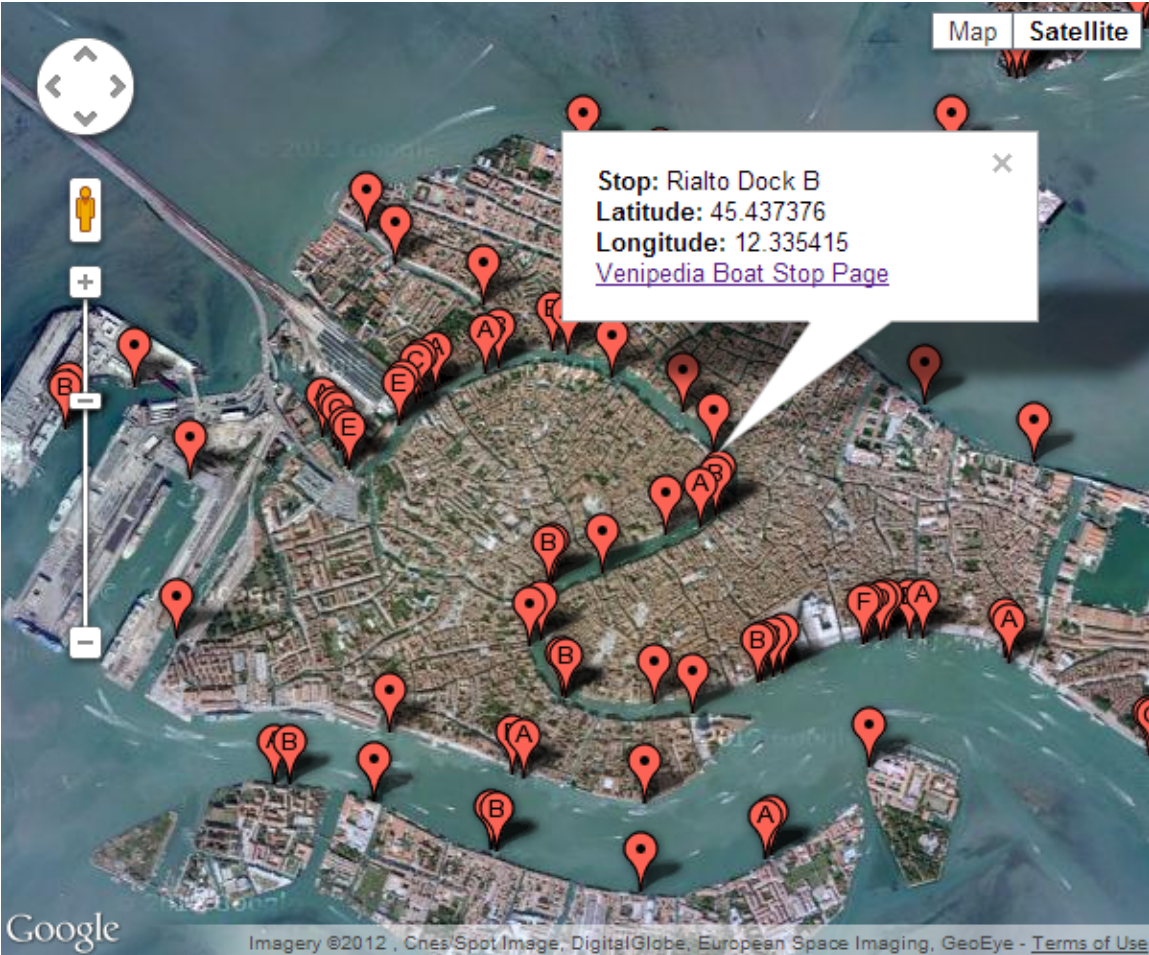 Map Satellite
Stop: Rialto Dock B
Latitude: 45.437376
Longitude: 12.335415
Venipedia Boat Stop Page
A
B
A
C
E
B
E
A
B
B
B
F
A
A
B
A
B
A
B
A
Google
Imagery ©2012 , Cnes/Spot Image, DigitalGlobe, European Space Imaging, GeoEye - Terms of Use